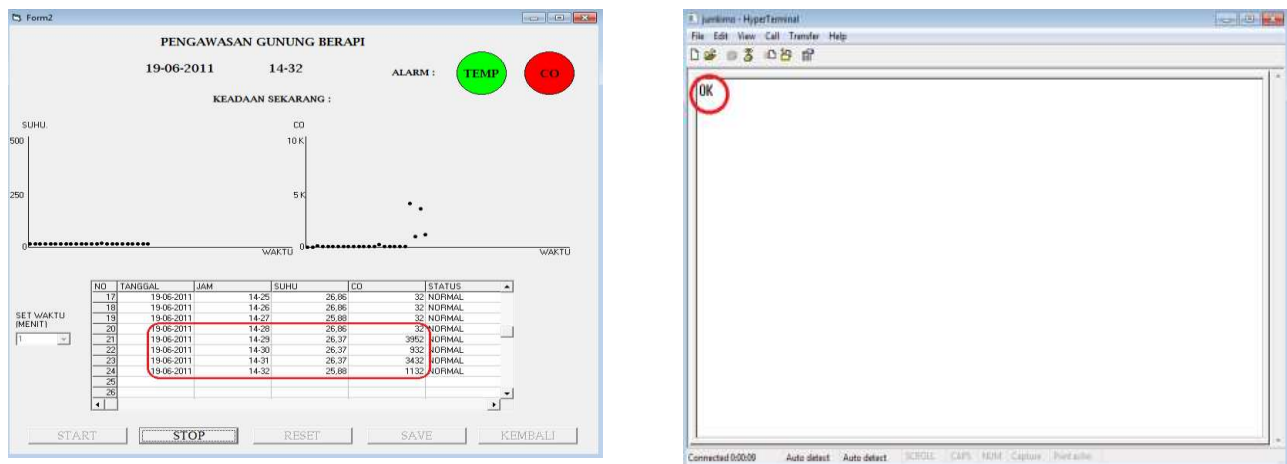 Form2
PENGAWASAN GUNUNG BERAPI
19-06-2011 14-32 ALARM : TEMP CO
KEADAAN SEKARANG :
SUHU. CO
500 10 K
250 5 K
0 0
WAKTU WAKTU
NO TANGGAL JAM SUHU CO STATUS
17 19-06-2011 14-25 26,86 32 NORMAL
18 19-06-2011 14-26 26,86 32 NORMAL
19 19-06-2011 14-27 25,88 32 NORMAL
20 19-06-2011 14-28 26,86 32 NORMAL
21 19-06-2011 14-29 26,37 3952 NORMAL
22 19-06-2011 14-30 26,37 932 NORMAL
23 19-06-2011 14-31 26,37 3432 NORMAL
24 19-06-2011 14-32 25,88 1132 NORMAL
25
26
SET WAKTU
(MENIT)
1
START STOP RESET SAVE KEMBALI
HyperTerminal
File Edit View Call Transfer Help
OK
Connected 0:00:09 Auto detect Auto detect SCROLL CAPS NUM Capture Print echo